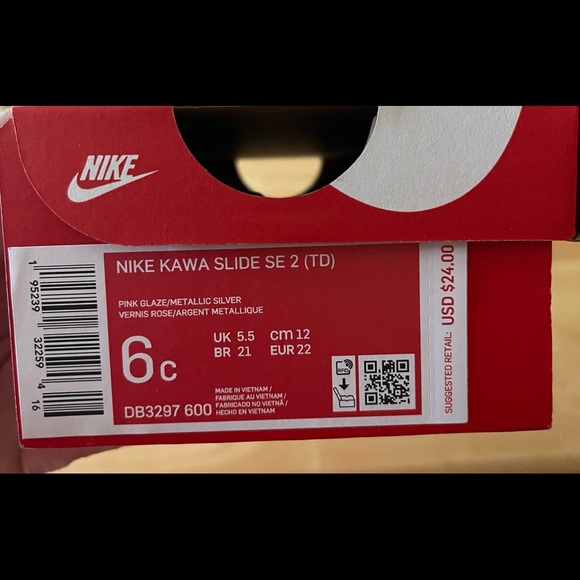 NIKE
NIKE KAWA SLIDE SE 2 (TD)
PINK GLAZE/METALLIC SILVER
VERNIS ROSE/ARGENT METALLIQUE
6C
UK 5.5 cm 12
BR 21 EUR 22
MADE IN VIETNAM /
FABRIQUE AU VIETNAM /
FABRICADO NO VIETNÃ /
HECHO EN VIETNAM
DB3297 600
RFID
1 95239 32259 4 16
SUGGESTED RETAIL: USD $24.00